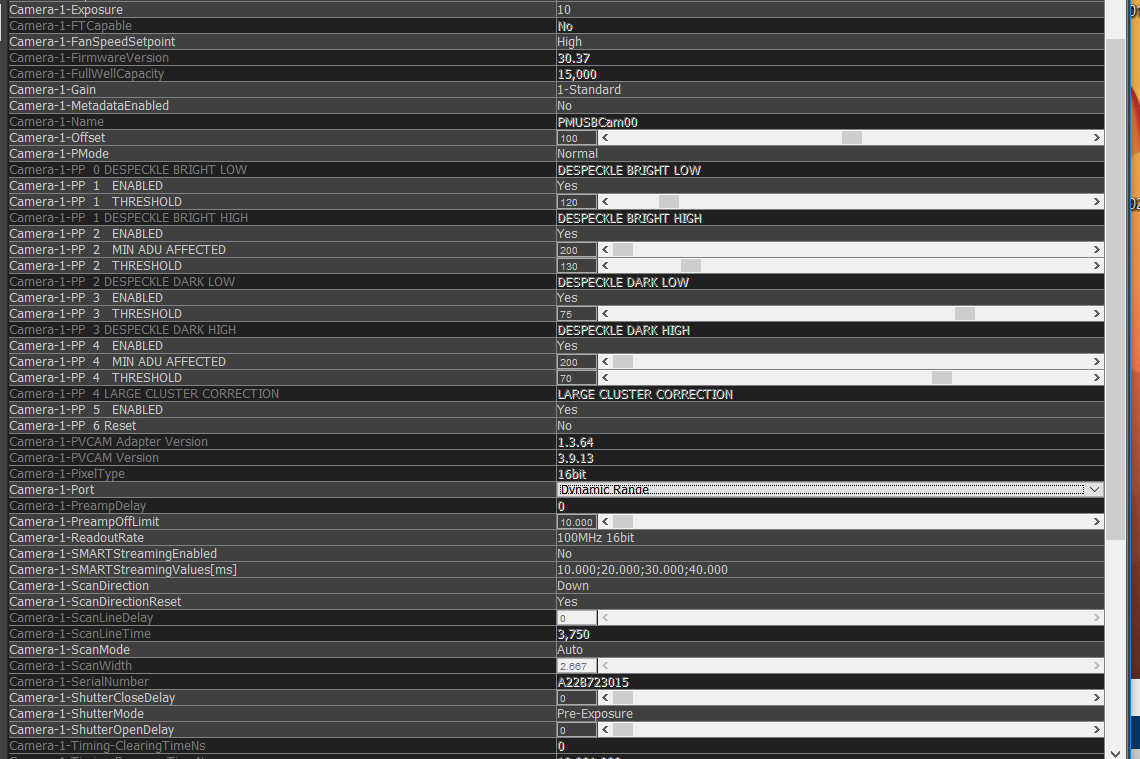 Camera-1-Exposure 10
Camera-1-FTCapable No
Camera-1-FanSpeedSetpoint High
Camera-1-FirmwareVersion 30.37
Camera-1-FullWellCapacity 15,000
Camera-1-Gain 1-Standard
Camera-1-MetadataEnabled No
Camera-1-Name PMUSBCam00
Camera-1-Offset 100
Camera-1-PMode Normal
Camera-1-PP 0 DESPECKLE BRIGHT LOW DESPECKLE BRIGHT LOW
Camera-1-PP 1 ENABLED Yes
Camera-1-PP 1 THRESHOLD 120
Camera-1-PP 1 DESPECKLE BRIGHT HIGH DESPECKLE BRIGHT HIGH
Camera-1-PP 2 ENABLED Yes
Camera-1-PP 2 MIN ADU AFFECTED 200
Camera-1-PP 2 THRESHOLD 130
Camera-1-PP 2 DESPECKLE DARK LOW DESPECKLE DARK LOW
Camera-1-PP 3 ENABLED Yes
Camera-1-PP 3 THRESHOLD 75
Camera-1-PP 3 DESPECKLE DARK HIGH DESPECKLE DARK HIGH
Camera-1-PP 4 ENABLED Yes
Camera-1-PP 4 MIN ADU AFFECTED 200
Camera-1-PP 4 THRESHOLD 70
Camera-1-PP 4 LARGE CLUSTER CORRECTION LARGE CLUSTER CORRECTION
Camera-1-PP 5 ENABLED Yes
Camera-1-PP 6 Reset No
Camera-1-PVCAM Adapter Version 1.3.64
Camera-1-PVCAM Version 3.9.13
Camera-1-PixelType 16bit
Camera-1-Port Dynamic Range
Camera-1-PreampDelay 0
Camera-1-PreampOffLimit 10.000
Camera-1-ReadoutRate 100MHz 16bit
Camera-1-SMARTStreamingEnabled No
Camera-1-SMARTStreamingValues[ms] 10.000;20.000;30.000;40.000
Camera-1-ScanDirection Down
Camera-1-ScanDirectionReset Yes
Camera-1-ScanLineDelay 0
Camera-1-ScanLineTime 3,750
Camera-1-ScanMode Auto
Camera-1-ScanWidth 2.667
Camera-1-SerialNumber A22B723015
Camera-1-ShutterCloseDelay 0
Camera-1-ShutterMode Pre-Exposure
Camera-1-ShutterOpenDelay 0
Camera-1-Timing-ClearingTimeNs 0